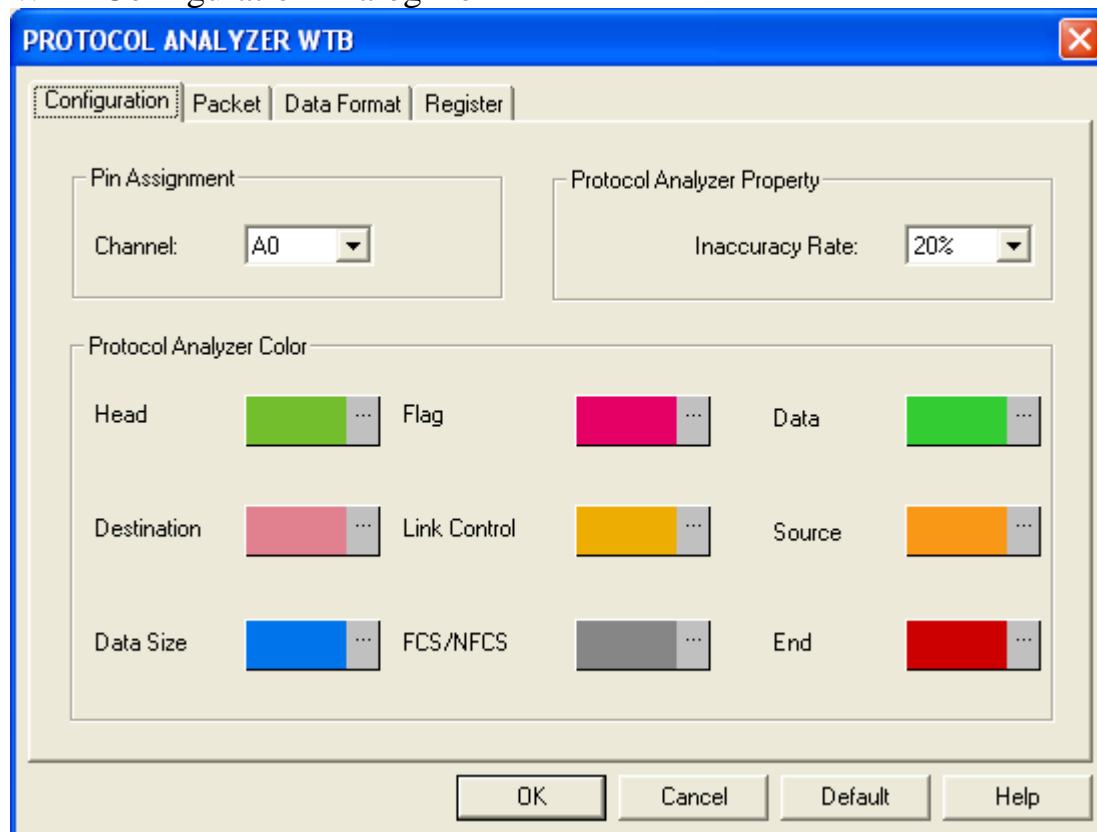 PROTOCOL ANALYZER WTB
Configuration Packet Data Format Register
Pin Assignment
Channel: A0
Protocol Analyzer Property
Inaccuracy Rate: 20%
Protocol Analyzer Color
Head ... Flag ... Data ...
Destination ... Link Control ... Source ...
Data Size ... FCS/NFCS ... End ...
OK Cancel Default Help